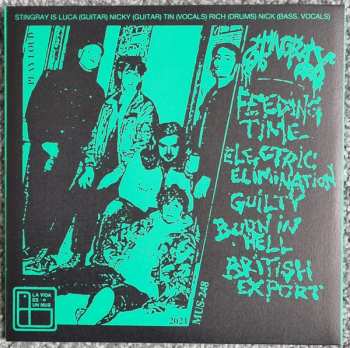 STINGRAY IS LUCA (GUITAR) NICKY (GUITAR) TIN (VOCALS) RICH (DRUMS) NICK (BASS, VOCALS)
PLAY LOUD
STINGRAY
FEEDING
TIME
ELECTRIC
ELIMINATION
GUILTY
BURN IN
HELL
BRITISH
EXPORT
LA VIDA
ES UN
MUS
2021
MUS-248